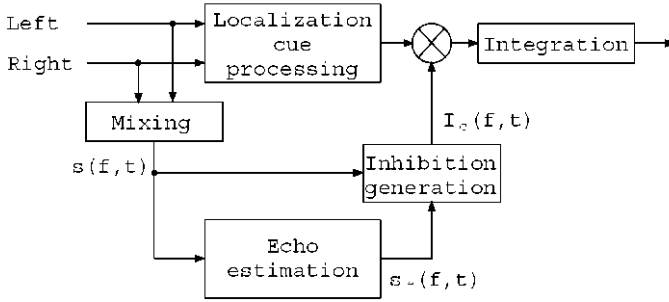 Left
Right
Localization
cue
processing
Integration
Mixing
s(f,t)
Inhibition
generation
Echo
estimation